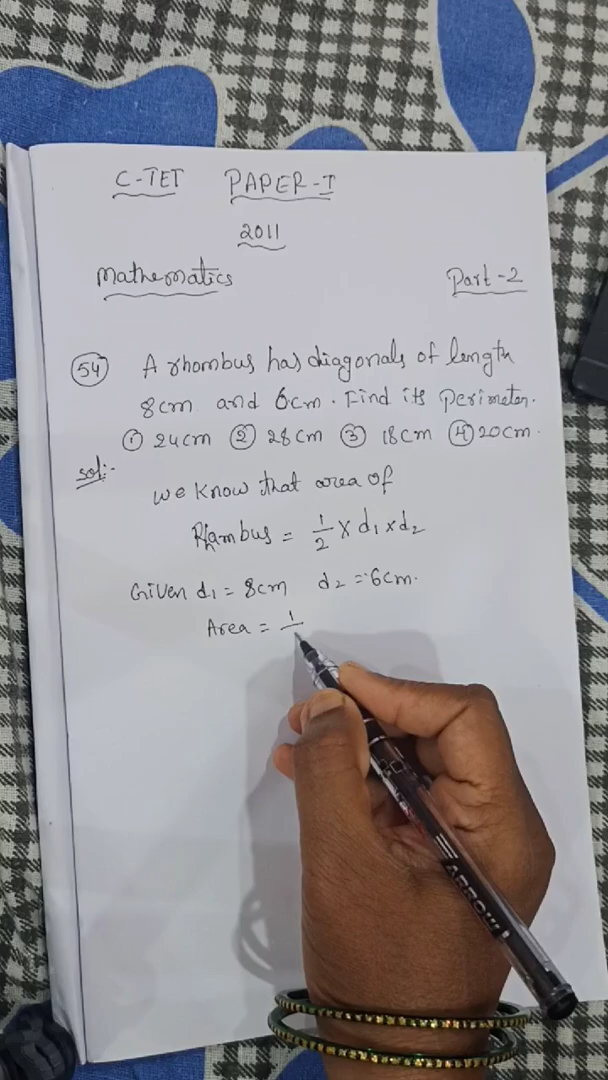 C-TET PAPER-I
2011
Mathematics Part-2
54 A rhombus has diagonals of length
8cm and 6cm. Find its perimeter.
① 24cm ② 28cm ③ 18cm ④ 20cm.
Sol:-
we know that area of
Rhambus = 1/2 × d₁ × d₂
Given d₁ = 8cm d₂ = 6cm.
Area = 1
ARROW